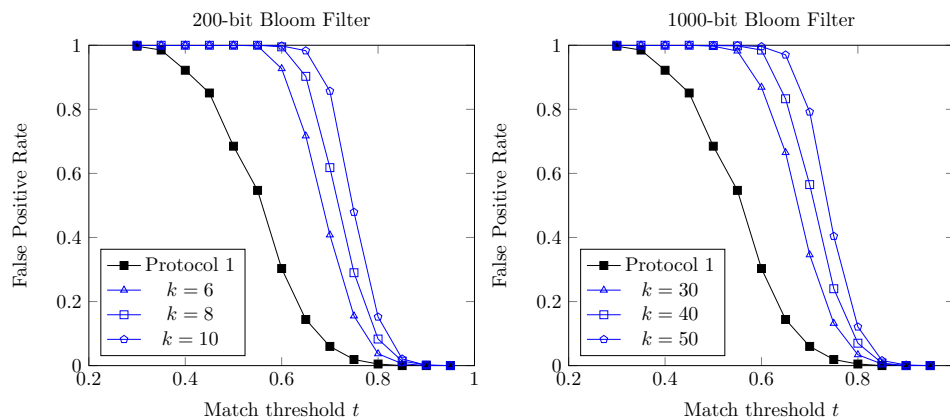 200-bit Bloom Filter
1
0.8
0.6
0.4
0.2
0
False Positive Rate
Protocol 1
k = 6
k = 8
k = 10
0.2 0.4 0.6 0.8 1
Match threshold t
1000-bit Bloom Filter
1
0.8
0.6
0.4
0.2
0
False Positive Rate
Protocol 1
k = 30
k = 40
k = 50
0.2 0.4 0.6 0.8
Match threshold t